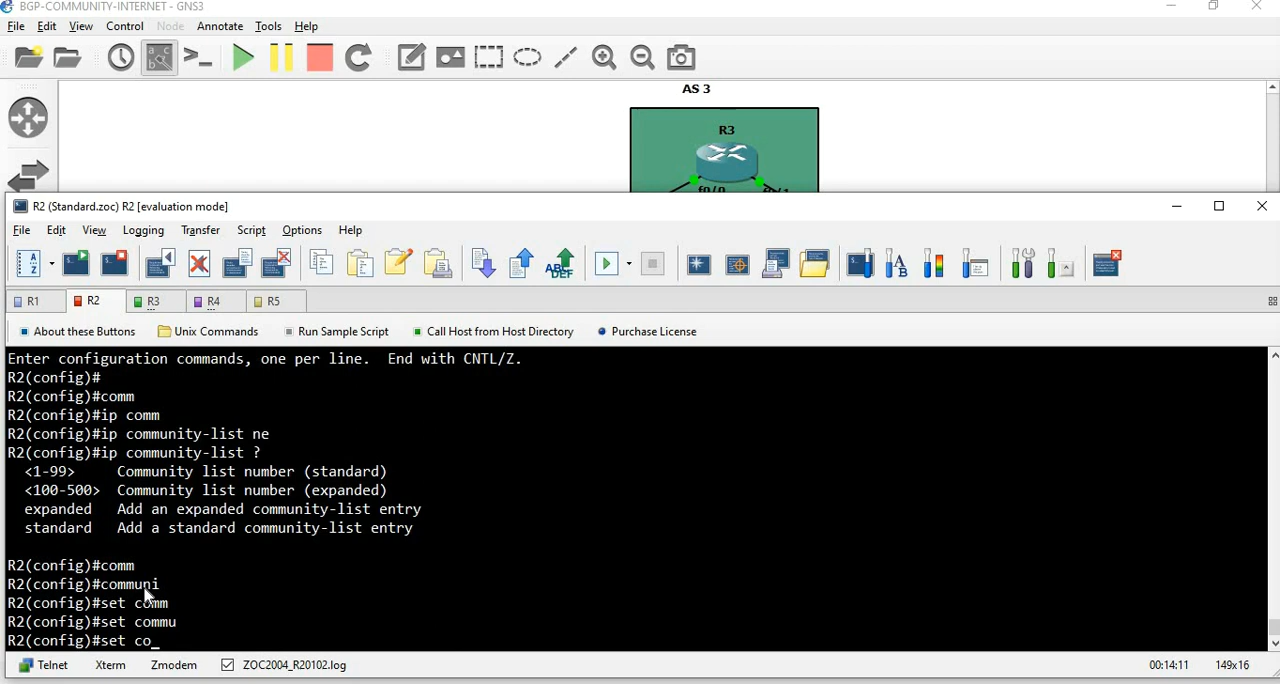 BGP-COMMUNITY-INTERNET - GNS3
File Edit View Control Node Annotate Tools Help
AS 3
R3
f0/0
R2 (Standard.zoc) R2 [evaluation mode]
File Edit View Logging Transfer Script Options Help
R1 R2 R3 R4 R5
About these Buttons Unix Commands Run Sample Script Call Host from Host Directory Purchase License
Enter configuration commands, one per line.  End with CNTL/Z.
R2(config)#
R2(config)#comm
R2(config)#ip comm
R2(config)#ip community-list ne
R2(config)#ip community-list ?
<1-99> Community list number (standard)
<100-500> Community list number (expanded)
expanded Add an expanded community-list entry
standard Add a standard community-list entry
R2(config)#comm
R2(config)#communi
R2(config)#set comm
R2(config)#set commu
R2(config)#set co_
Telnet Xterm Zmodem ZOC2004_R20102.log 00:14:11 149x16